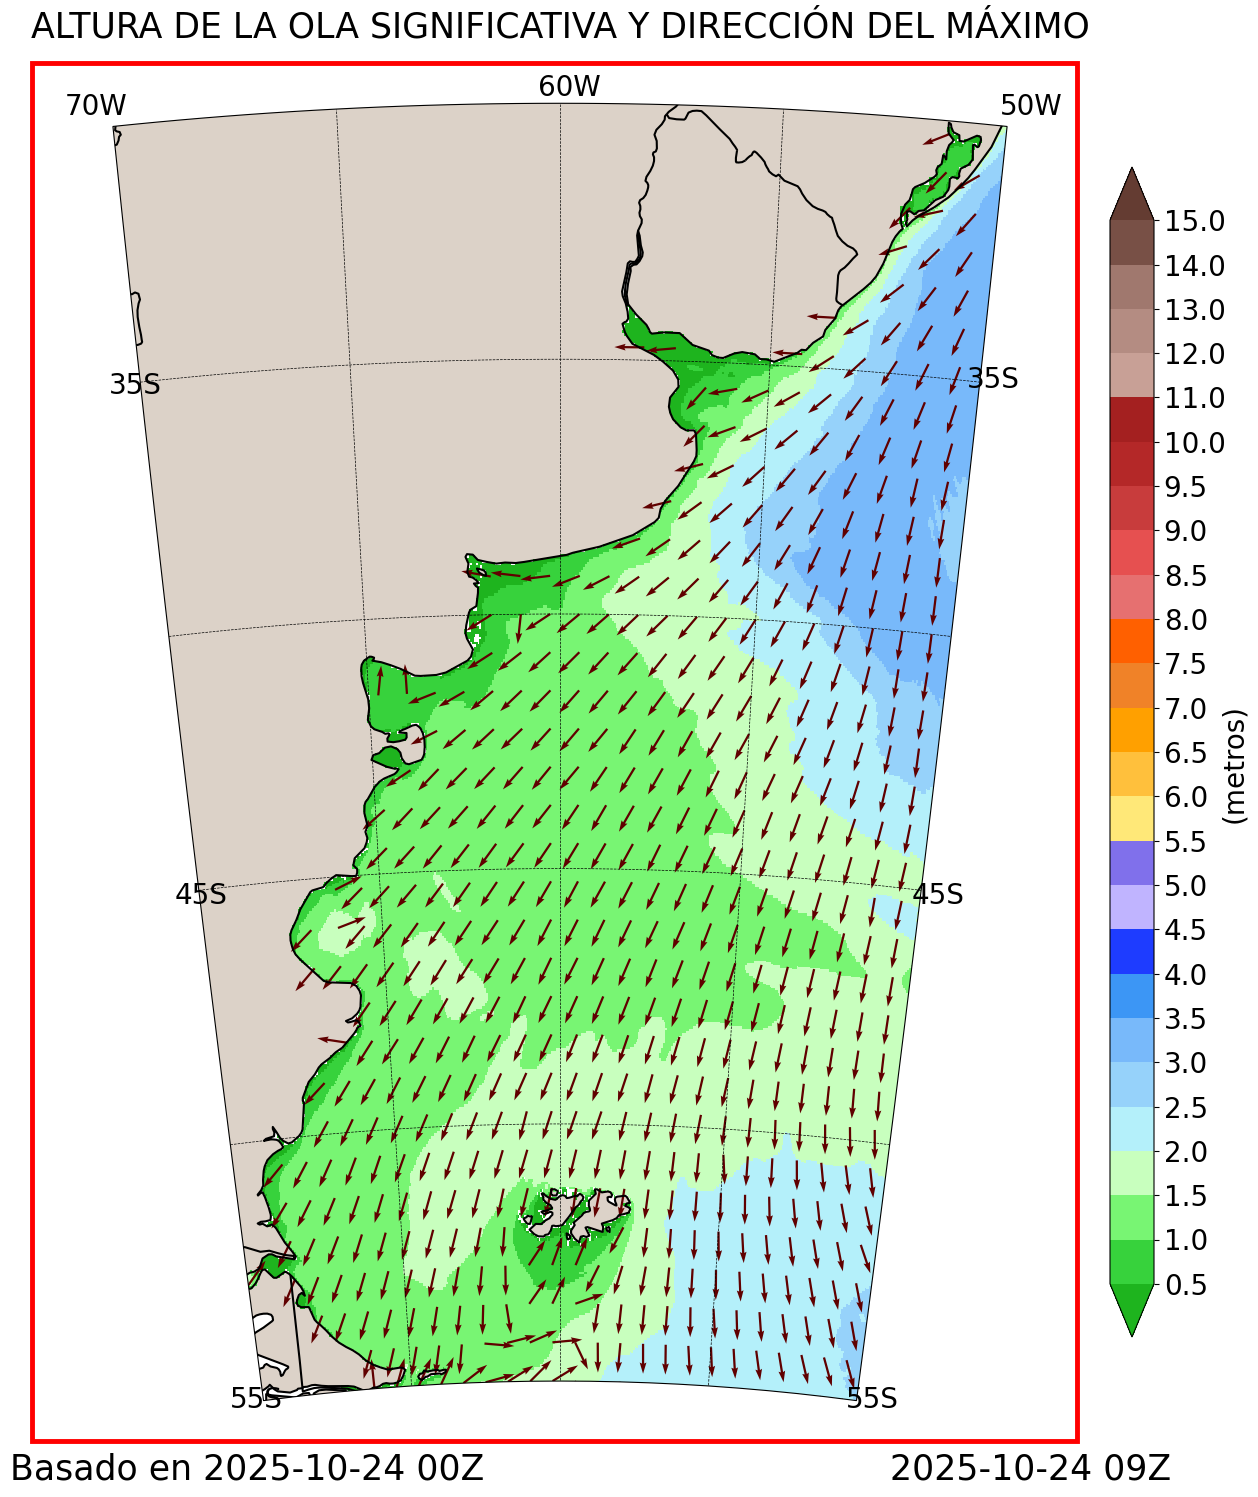 ALTURA DE LA OLA SIGNIFICATIVA Y DIRECCIÓN DEL MÁXIMO
70W
60W
50W
35S
35S
45S
45S
55S
55S
15.0
14.0
13.0
12.0
11.0
10.0
9.5
9.0
8.5
8.0
7.5
7.0
6.5
6.0
5.5
5.0
4.5
4.0
3.5
3.0
2.5
2.0
1.5
1.0
0.5
(metros)
Basado en 2025-10-24 00Z
2025-10-24 09Z